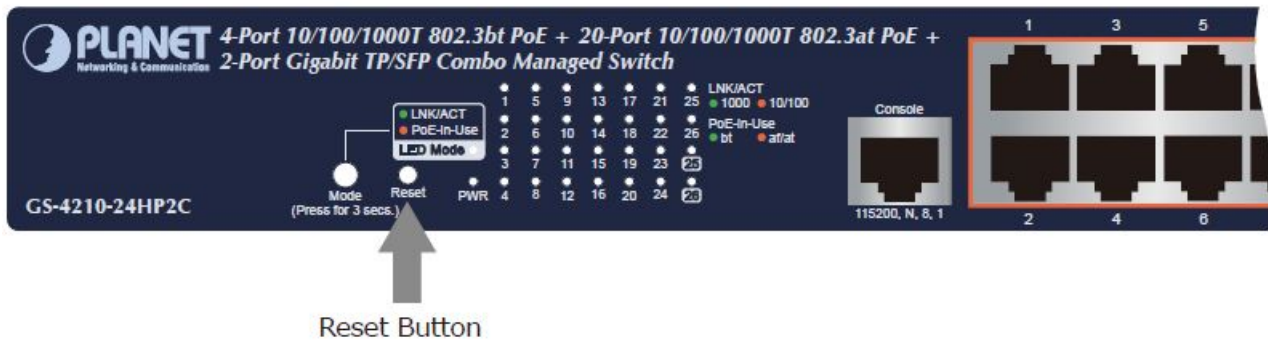 PLANET
Networking & Communication
4-Port 10/100/1000T 802.3bt PoE + 20-Port 10/100/1000T 802.3at PoE +
2-Port Gigabit TP/SFP Combo Managed Switch
LNK/ACT
PoE-In-Use
LED Mode
Mode
(Press for 3 secs.)
Reset
PWR
1 5 9 13 17 21 25
2 6 10 14 18 22 26
3 7 11 15 19 23 25
4 8 12 16 20 24 26
LNK/ACT
1000 10/100
PoE-In-Use
bt af/at
Console
115200, N, 8, 1
1 3 5
2 4 6
GS-4210-24HP2C
Reset Button